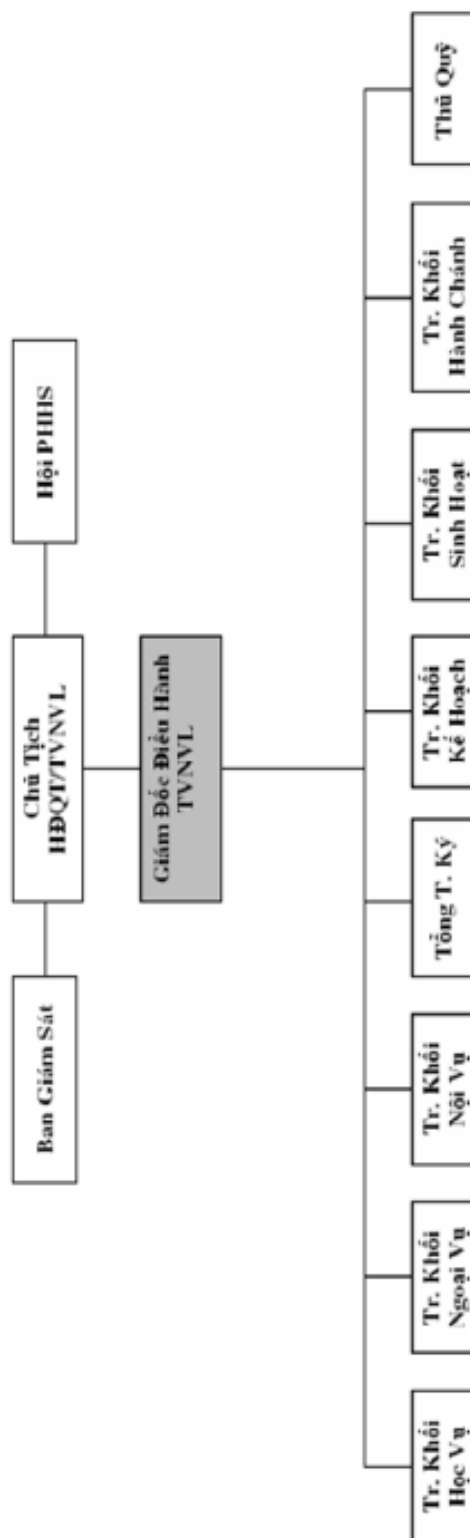 Ban Giám Sát
Chủ Tịch
HĐQT/TVNVL
Hội PHHS
Giám Đốc Điều Hành
TVNVL
Tr. Khối
Học Vụ
Tr. Khối
Ngoại Vụ
Tr. Khối
Nội Vụ
Tổng T. Ký
Tr. Khối
Kế Hoạch
Tr. Khối
Sinh Hoạt
Tr. Khối
Hành Chánh
Thủ Quỹ